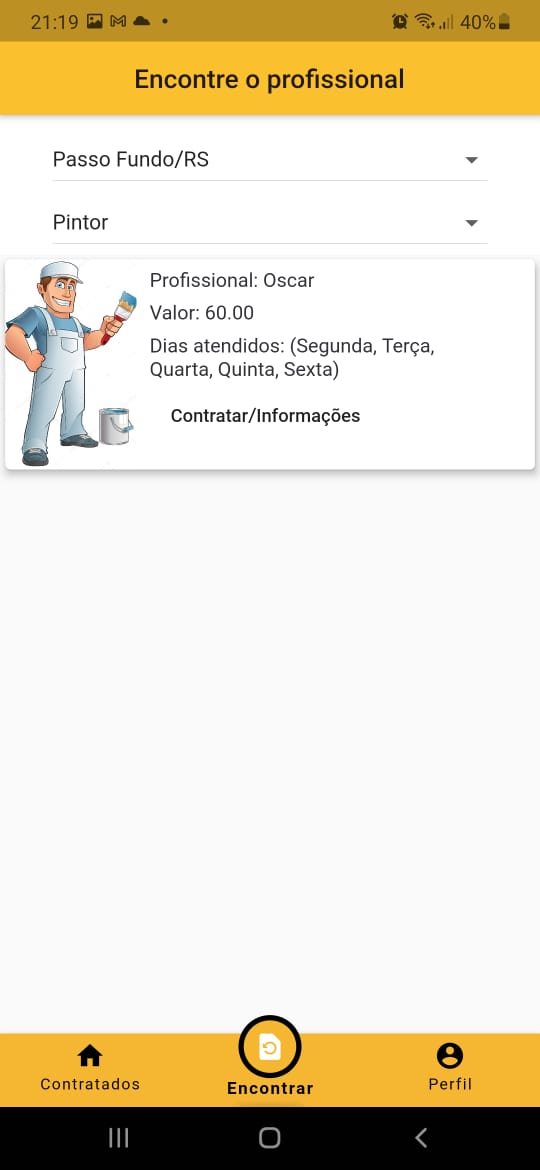 21:19
40%
Encontre o profissional
Passo Fundo/RS
Pintor
Profissional: Oscar
Valor: 60.00
Dias atendidos: (Segunda, Terça,
Quarta, Quinta, Sexta)
Contratar/Informações
Contratados
Encontrar
Perfil